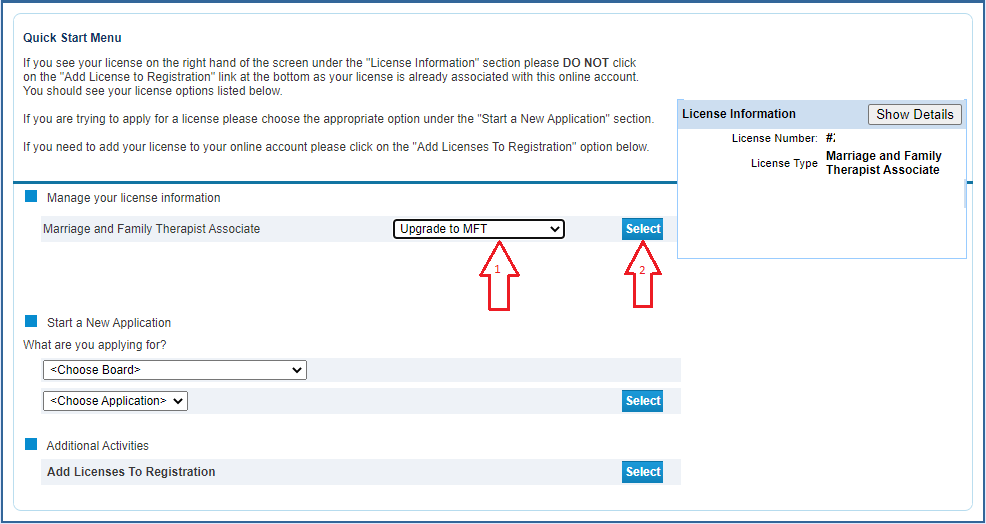 Quick Start Menu
If you see your license on the right hand of the screen under the "License Information" section please DO NOT click
on the "Add License to Registration" link at the bottom as your license is already associated with this online account.
You should see your license options listed below.
If you are trying to apply for a license please choose the appropriate option under the "Start a New Application" section.
If you need to add your license to your online account please click on the "Add Licenses To Registration" option below.
License Information Show Details
License Number: #:
License Type Marriage and Family
Therapist Associate
Manage your license information
Marriage and Family Therapist Associate Upgrade to MFT Select
1 2
Start a New Application
What are you applying for?
<Choose Board>
<Choose Application> Select
Additional Activities
Add Licenses To Registration Select